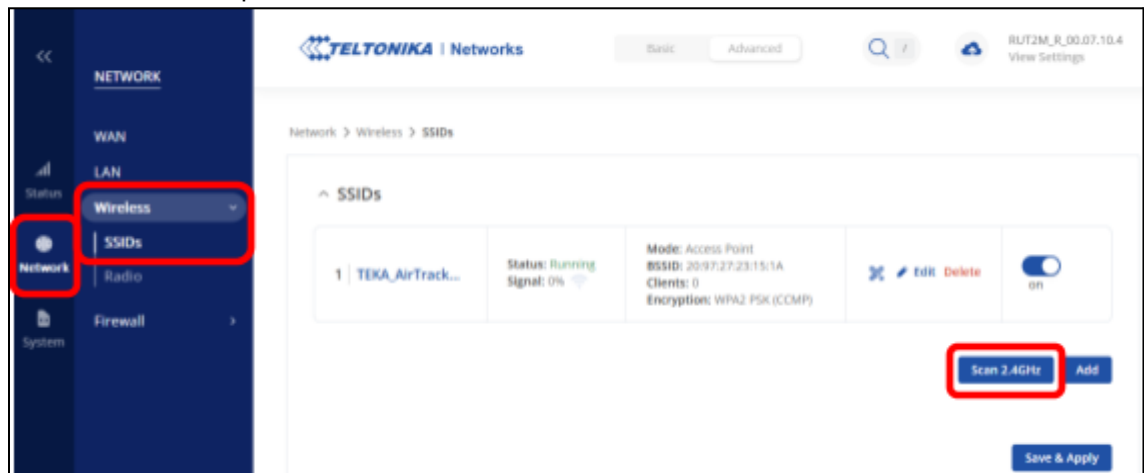 TELTONIKA | Networks
Basic
Advanced
/
RUT2M_R_00.07.10.4
View Settings
NETWORK
WAN
LAN
Wireless
SSIDs
Radio
Firewall
Status
Network
System
Network > Wireless > SSIDs
SSIDs
1 TEKA_AirTrack...
Status: Running
Signal: 0%
Mode: Access Point
BSSID: 20:97:27:23:15:1A
Clients: 0
Encryption: WPA2 PSK (CCMP)
Edit Delete
on
Scan 2.4GHz
Add
Save & Apply